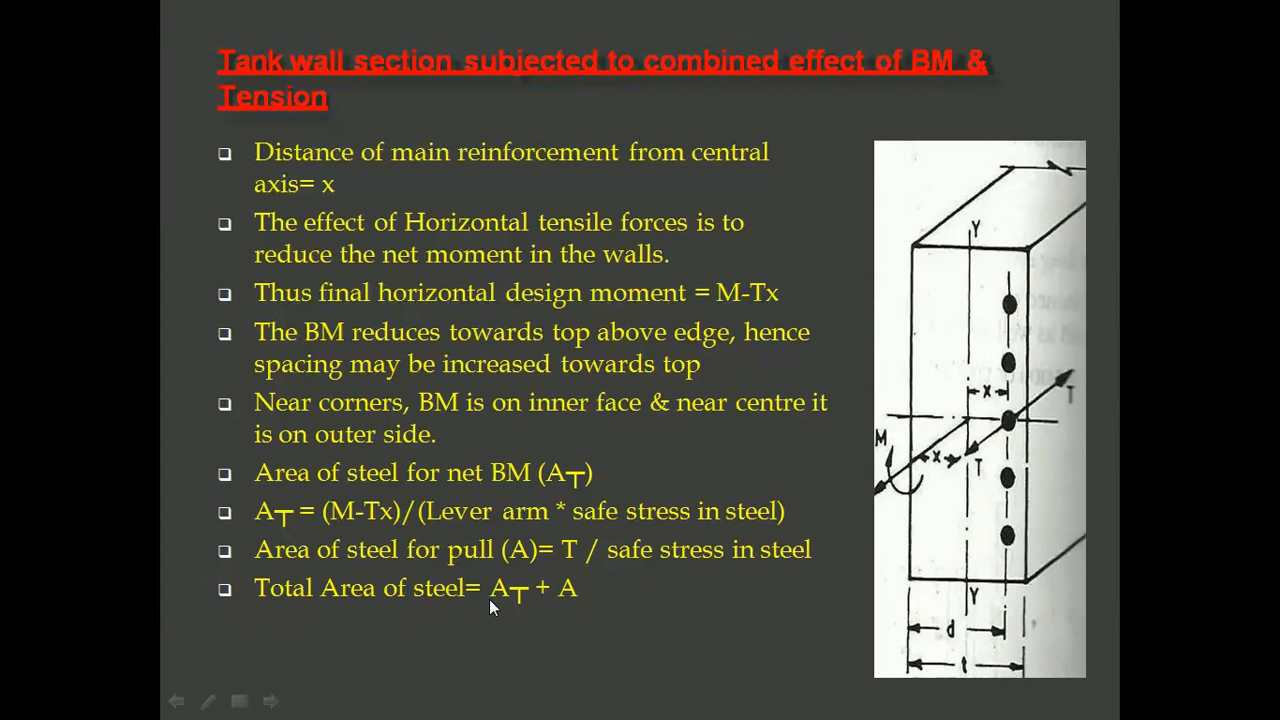 Tank wall section subjected to combined effect of BM &
Tension
Distance of main reinforcement from central
axis= x
The effect of Horizontal tensile forces is to
reduce the net moment in the walls.
Thus final horizontal design moment = M-Tx
The BM reduces towards top above edge, hence
spacing may be increased towards top
Near corners, BM is on inner face & near centre it
is on outer side.
Area of steel for net BM (A┬)
A┬ = (M-Tx)/(Lever arm * safe stress in steel)
Area of steel for pull (A)= T / safe stress in steel
Total Area of steel= A┬ + A
Y
x
T
M
x
T
Y
d
t